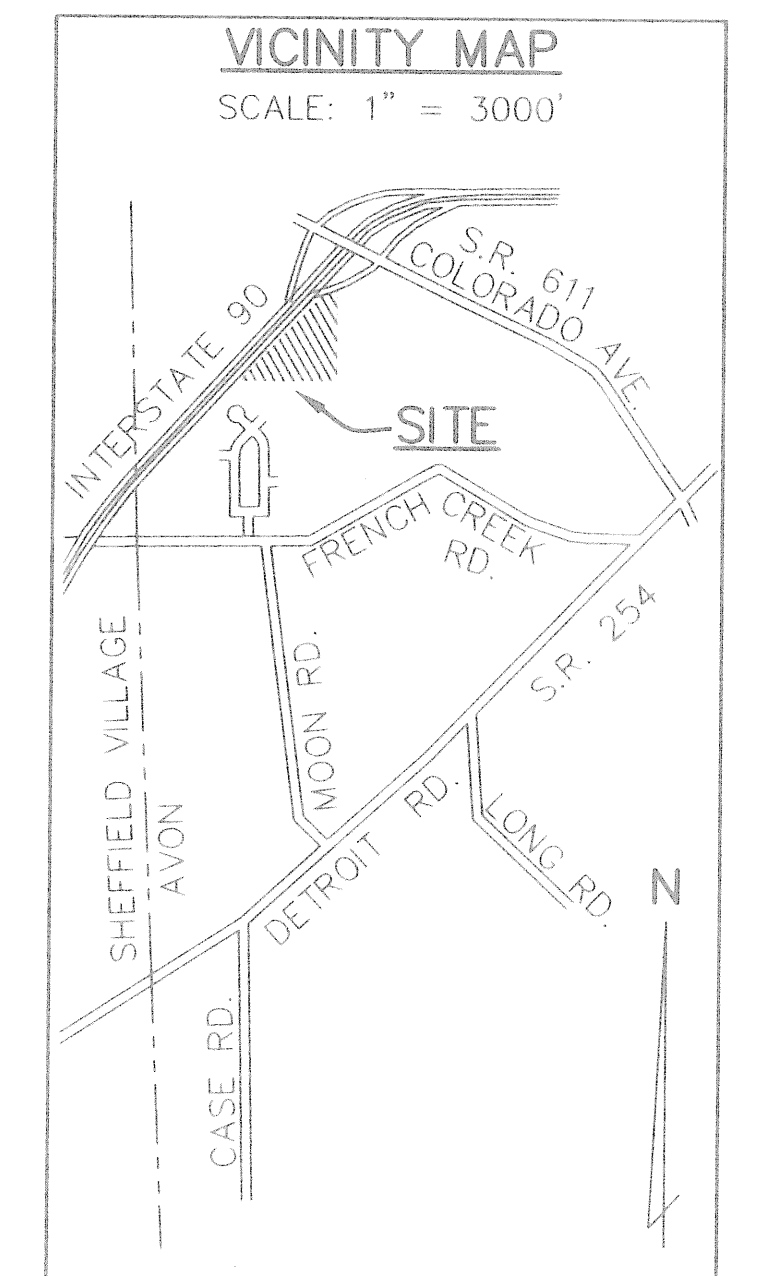 VICINITY MAP
SCALE: 1" = 3000'
S.R. 611
COLORADO AVE.
INTERSTATE 90
SITE
FRENCH CREEK
RD.
S.R. 254
MOON RD.
SHEFFIELD VILLAGE
AVON
DETROIT RD.
LONG RD.
N
CASE RD.